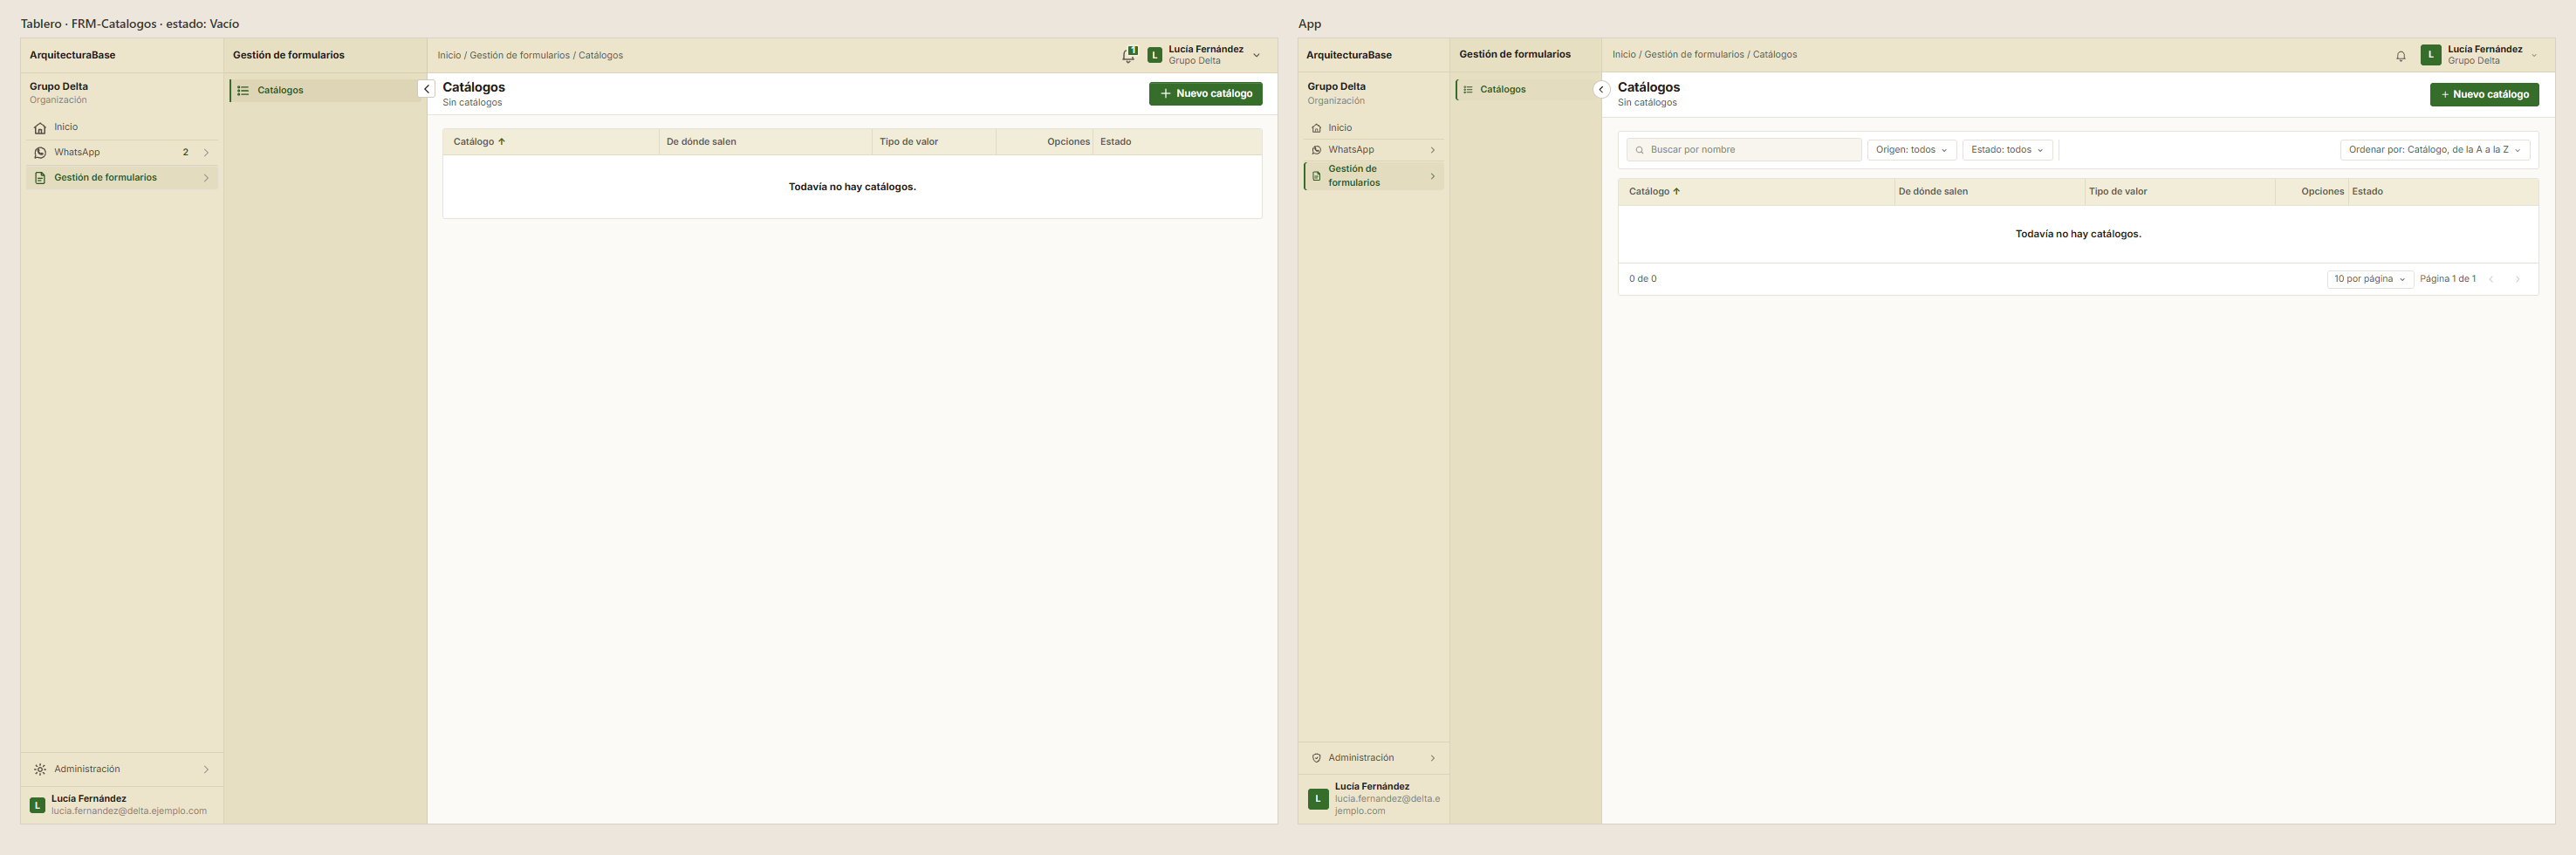 Tablero · FRM-Catalogos · estado: Vacío
ArquitecturaBase
Gestión de formularios
Inicio / Gestión de formularios / Catálogos
1
L
Lucía Fernández
Grupo Delta
Grupo Delta
Organización
Catálogos
Catálogos
Sin catálogos
Nuevo catálogo
Inicio
WhatsApp
2
Gestión de formularios
Catálogo ↑
De dónde salen
Tipo de valor
Opciones
Estado
Todavía no hay catálogos.
Administración
L
Lucía Fernández
lucia.fernandez@delta.ejemplo.com
App
ArquitecturaBase
Gestión de formularios
Inicio / Gestión de formularios / Catálogos
L
Lucía Fernández
Grupo Delta
Grupo Delta
Organización
Catálogos
Catálogos
Sin catálogos
+ Nuevo catálogo
Inicio
WhatsApp
Gestión de
formularios
Buscar por nombre
Origen: todos
Estado: todos
Ordenar por: Catálogo, de la A a la Z
Catálogo ↑
De dónde salen
Tipo de valor
Opciones
Estado
Todavía no hay catálogos.
0 de 0
10 por página
Página 1 de 1
Administración
L
Lucía Fernández
lucia.fernandez@delta.e
jemplo.com